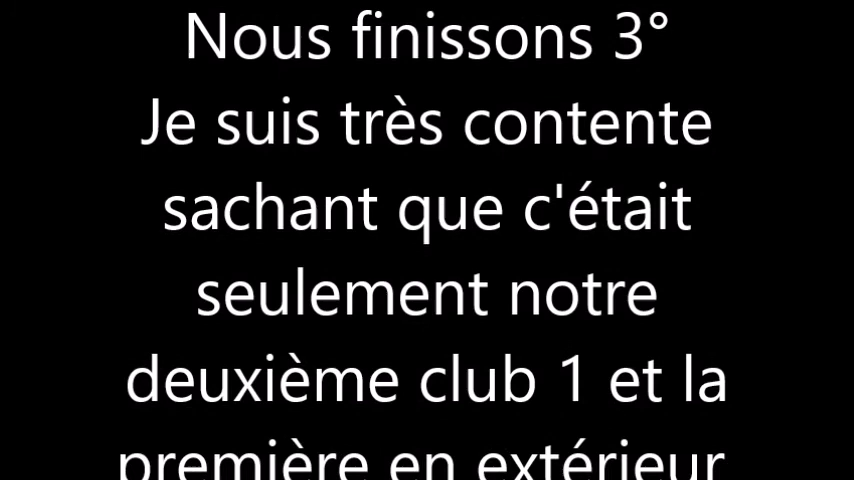 Nous finissons 3°
Je suis très contente
sachant que c'était
seulement notre
deuxième club 1 et la
première en extérieur